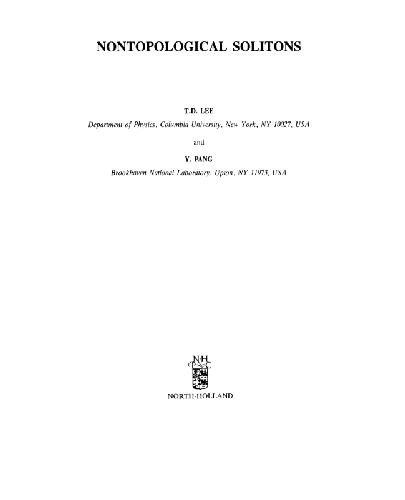 NONTOPOLOGICAL SOLITONS
T.D. LEE
Department of Physics, Columbia University, New York, NY 10027, USA
and
Y. PANG
Brookhaven National Laboratory, Upton, NY 11973, USA
NH
NORTH-HOLLAND